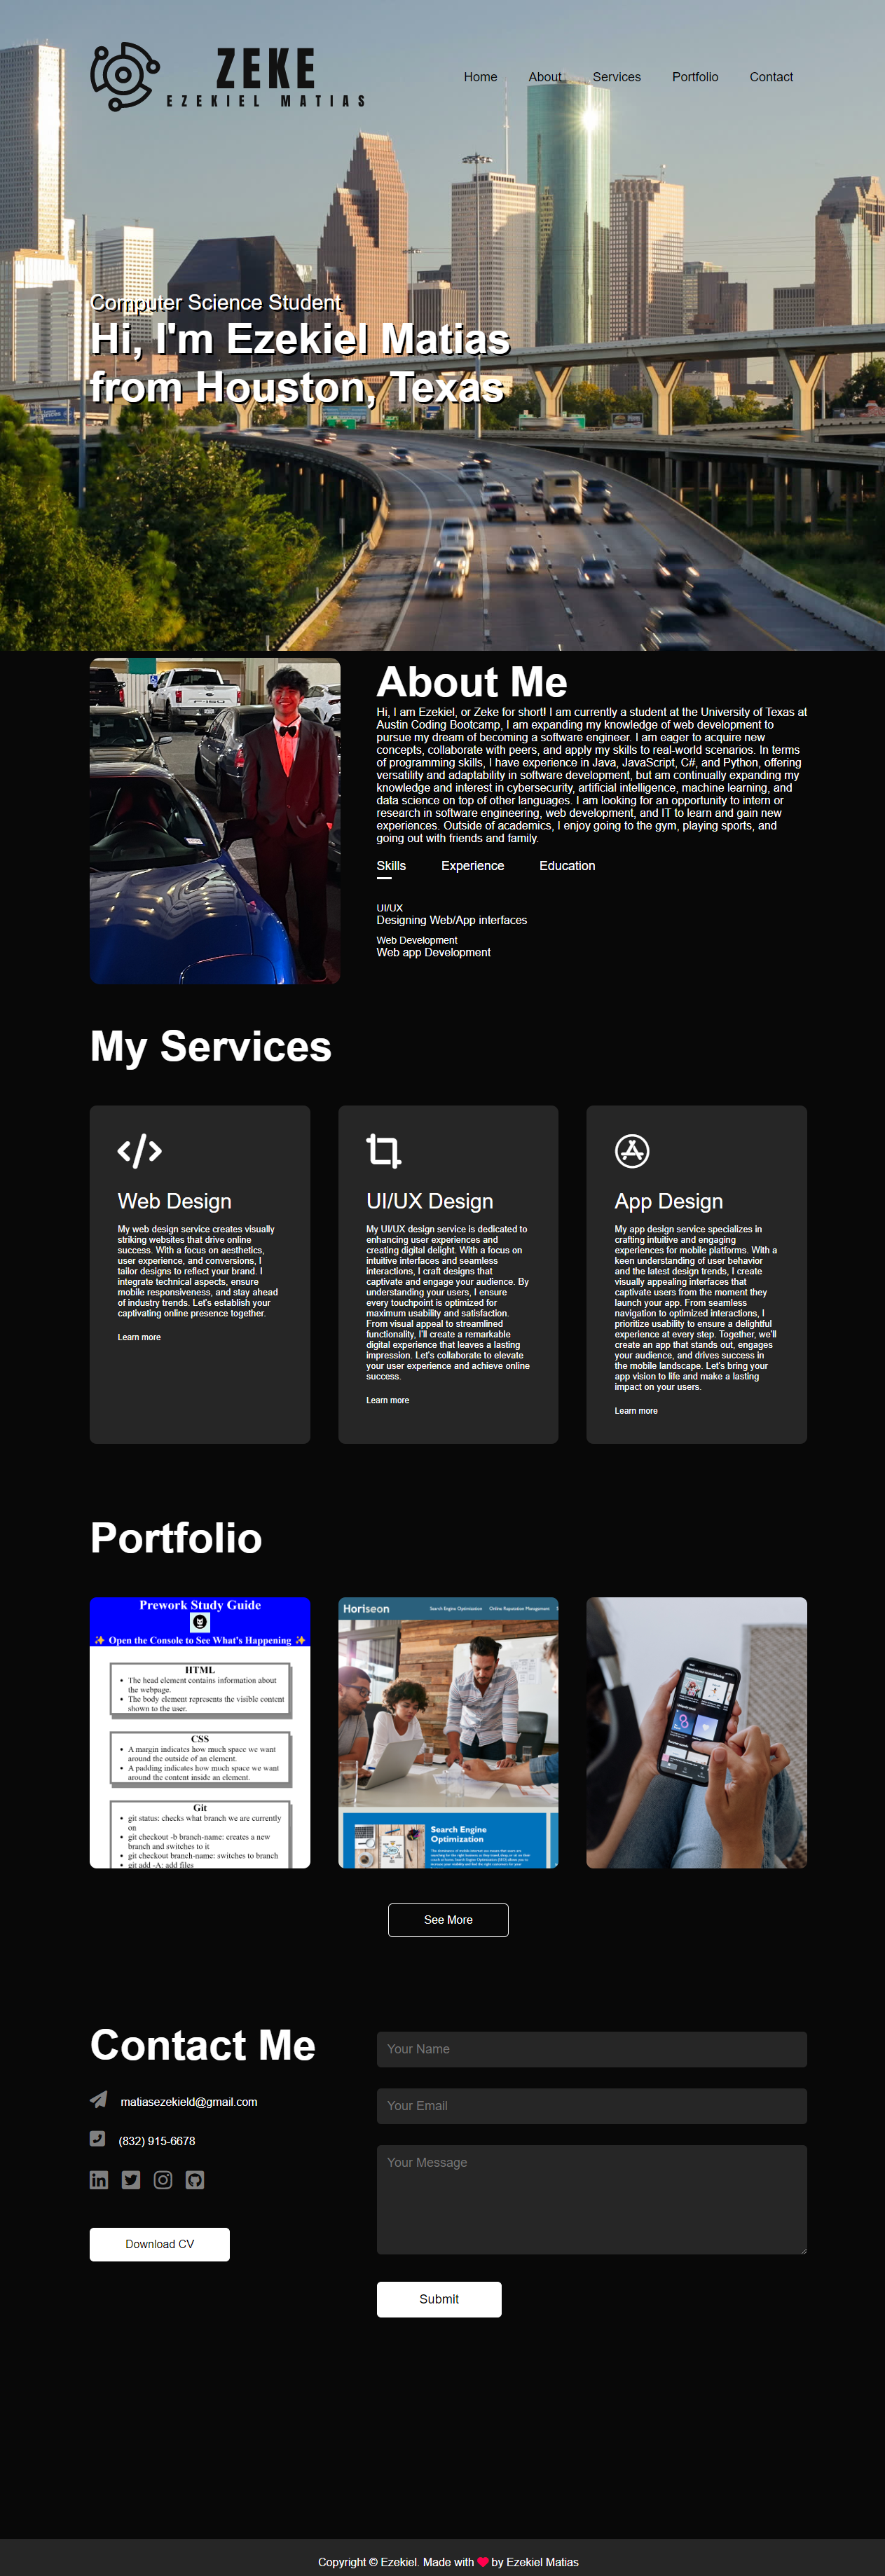 ZEKE
EZEKIEL MATIAS
Home About Services Portfolio Contact
Computer Science Student
Hi, I'm Ezekiel Matias
from Houston, Texas
F-150
About Me
Hi, I am Ezekiel, or Zeke for short! I am currently a student at the University of Texas at
Austin Coding Bootcamp, I am expanding my knowledge of web development to
pursue my dream of becoming a software engineer. I am eager to acquire new
concepts, collaborate with peers, and apply my skills to real-world scenarios. In terms
of programming skills, I have experience in Java, JavaScript, C#, and Python, offering
versatility and adaptability in software development, but am continually expanding my
knowledge and interest in cybersecurity, artificial intelligence, machine learning, and
data science on top of other languages. I am looking for an opportunity to intern or
research in software engineering, web development, and IT to learn and gain new
experiences. Outside of academics, I enjoy going to the gym, playing sports, and
going out with friends and family.
Skills Experience Education
UI/UX
Designing Web/App interfaces
Web Development
Web app Development
My Services
Web Design
My web design service creates visually
striking websites that drive online
success. With a focus on aesthetics,
user experience, and conversions, I
tailor designs to reflect your brand. I
integrate technical aspects, ensure
mobile responsiveness, and stay ahead
of industry trends. Let's establish your
captivating online presence together.
Learn more
UI/UX Design
My UI/UX design service is dedicated to
enhancing user experiences and
creating digital delight. With a focus on
intuitive interfaces and seamless
interactions, I craft designs that
captivate and engage your audience. By
understanding your users, I ensure
every touchpoint is optimized for
maximum usability and satisfaction.
From visual appeal to streamlined
functionality, I'll create a remarkable
digital experience that leaves a lasting
impression. Let's collaborate to elevate
your user experience and achieve online
success.
Learn more
App Design
My app design service specializes in
crafting intuitive and engaging
experiences for mobile platforms. With a
keen understanding of user behavior
and the latest design trends, I create
visually appealing interfaces that
captivate users from the moment they
launch your app. From seamless
navigation to optimized interactions, I
prioritize usability to ensure a delightful
experience at every step. Together, we'll
create an app that stands out, engages
your audience, and drives success in
the mobile landscape. Let's bring your
app vision to life and make a lasting
impact on your users.
Learn more
Portfolio
Prework Study Guide
✨ Open the Console to See What's Happening ✨
HTML
• The head element contains information about
the webpage.
• The body element represents the visible content
shown to the user.
CSS
• A margin indicates how much space we want
around the outside of an element.
• A padding indicates how much space we want
around the content inside an element.
Git
• git status: checks what branch we are currently
on
• git checkout -b branch-name: creates a new
branch and switches to it
• git checkout branch-name: switches to branch
• git add -A: add files
Horiseon
Search Engine Optimization Online Reputation Management
Search Engine
Optimization
See More
Contact Me
matiasezekield@gmail.com
(832) 915-6678
Download CV
Your Name
Your Email
Your Message
Submit
Copyright © Ezekiel. Made with ❤ by Ezekiel Matias